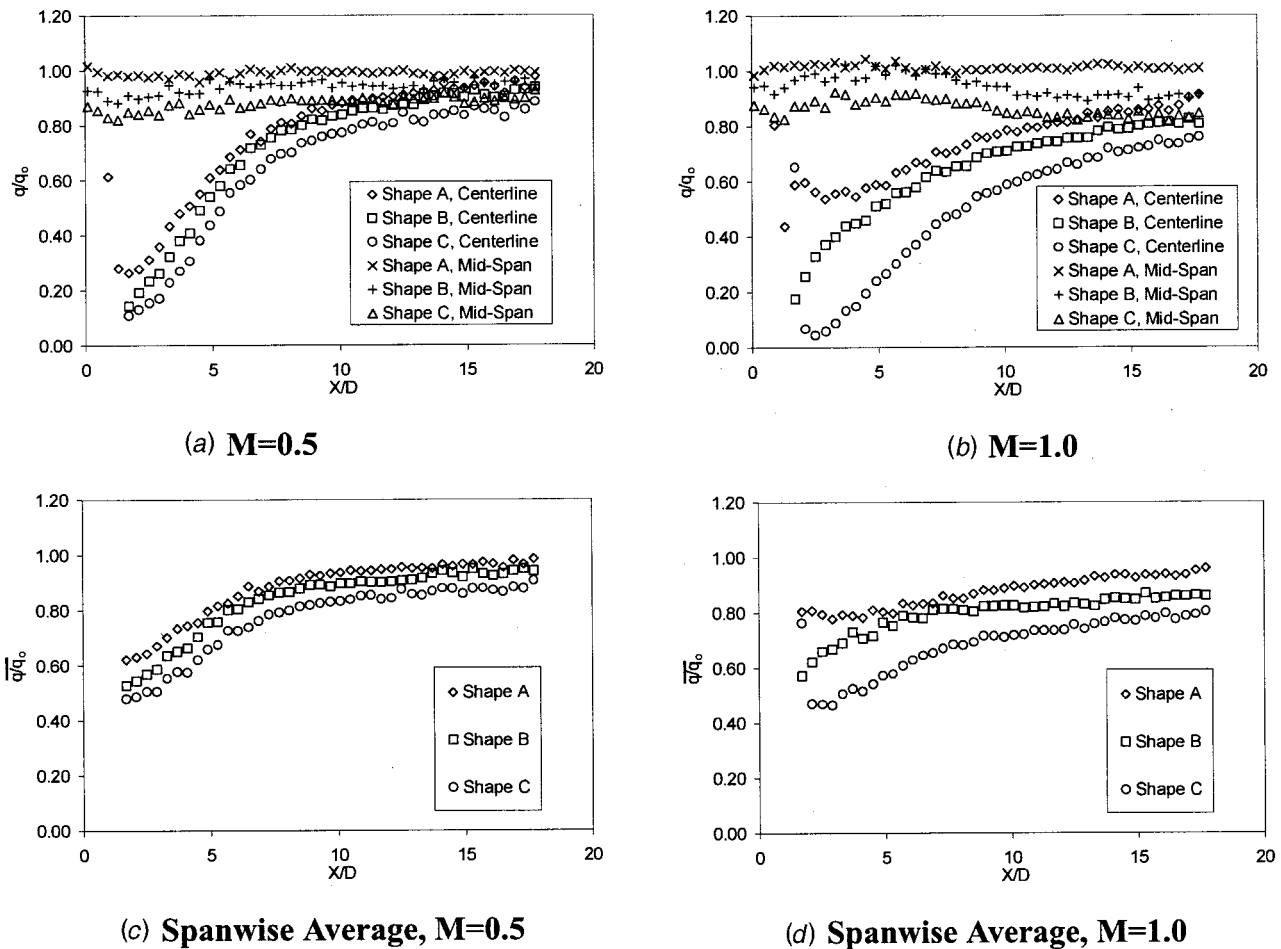 1.20
1.00
0.80
0.60
0.40
0.20
0.00
q/qo
Shape A, Centerline
Shape B, Centerline
Shape C, Centerline
Shape A, Mid-Span
Shape B, Mid-Span
Shape C, Mid-Span
0 5 10 15 20
X/D
(a) M=0.5
1.20
1.00
0.80
0.60
0.40
0.20
0.00
q/qo
Shape A, Centerline
Shape B, Centerline
Shape C, Centerline
Shape A, Mid-Span
Shape B, Mid-Span
Shape C, Mid-Span
0 5 10 15 20
X/D
(b) M=1.0
1.20
1.00
0.80
0.60
0.40
0.20
0.00
q/qo
Shape A
Shape B
Shape C
0 5 10 15 20
X/D
(c) Spanwise Average, M=0.5
1.20
1.00
0.80
0.60
0.40
0.20
0.00
q/qo
Shape A
Shape B
Shape C
0 5 10 15 20
X/D
(d) Spanwise Average, M=1.0